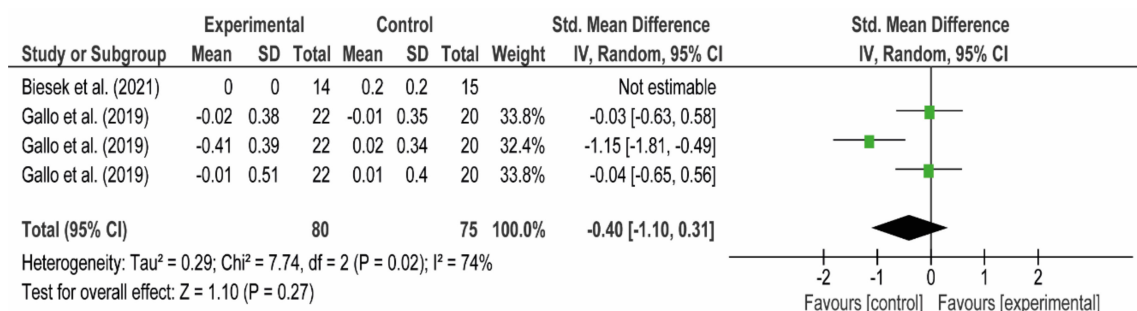 Experimental Control Std. Mean Difference Std. Mean Difference
Study or Subgroup Mean SD Total Mean SD Total Weight IV, Random, 95% CI IV, Random, 95% CI
Biesek et al. (2021) 0 0 14 0.2 0.2 15 Not estimable
Gallo et al. (2019) -0.02 0.38 22 -0.01 0.35 20 33.8% -0.03 [-0.63, 0.58]
Gallo et al. (2019) -0.41 0.39 22 0.02 0.34 20 32.4% -1.15 [-1.81, -0.49]
Gallo et al. (2019) -0.01 0.51 22 0.01 0.4 20 33.8% -0.04 [-0.65, 0.56]
Total (95% CI) 80 75 100.0% -0.40 [-1.10, 0.31]
Heterogeneity: Tau² = 0.29; Chi² = 7.74, df = 2 (P = 0.02); I² = 74%
Test for overall effect: Z = 1.10 (P = 0.27)
-2 -1 0 1 2
Favours [control] Favours [experimental]